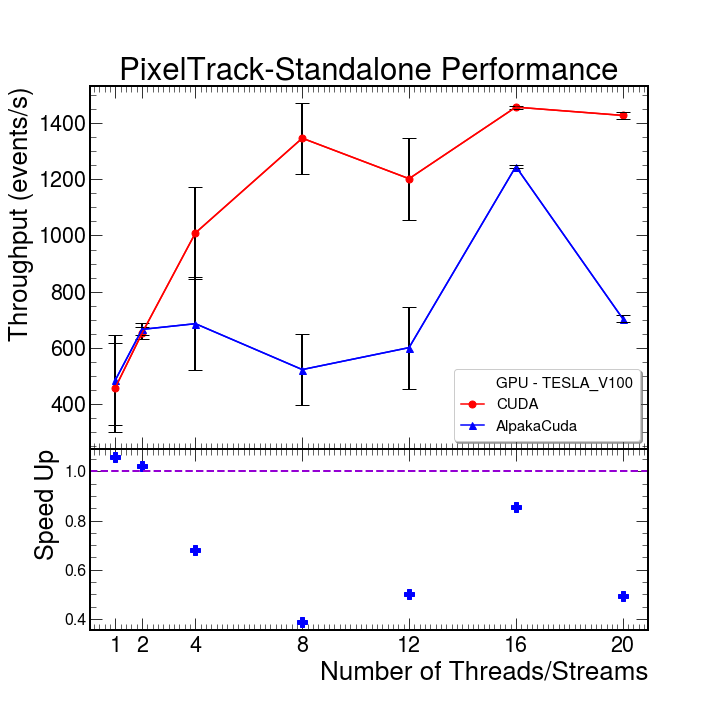 PixelTrack-Standalone Performance
Throughput (events/s)
1400
1200
1000
800
600
400
GPU - TESLA_V100
CUDA
AlpakaCuda
Speed Up
1.0
0.8
0.6
0.4
1 2 4 8 12 16 20
Number of Threads/Streams